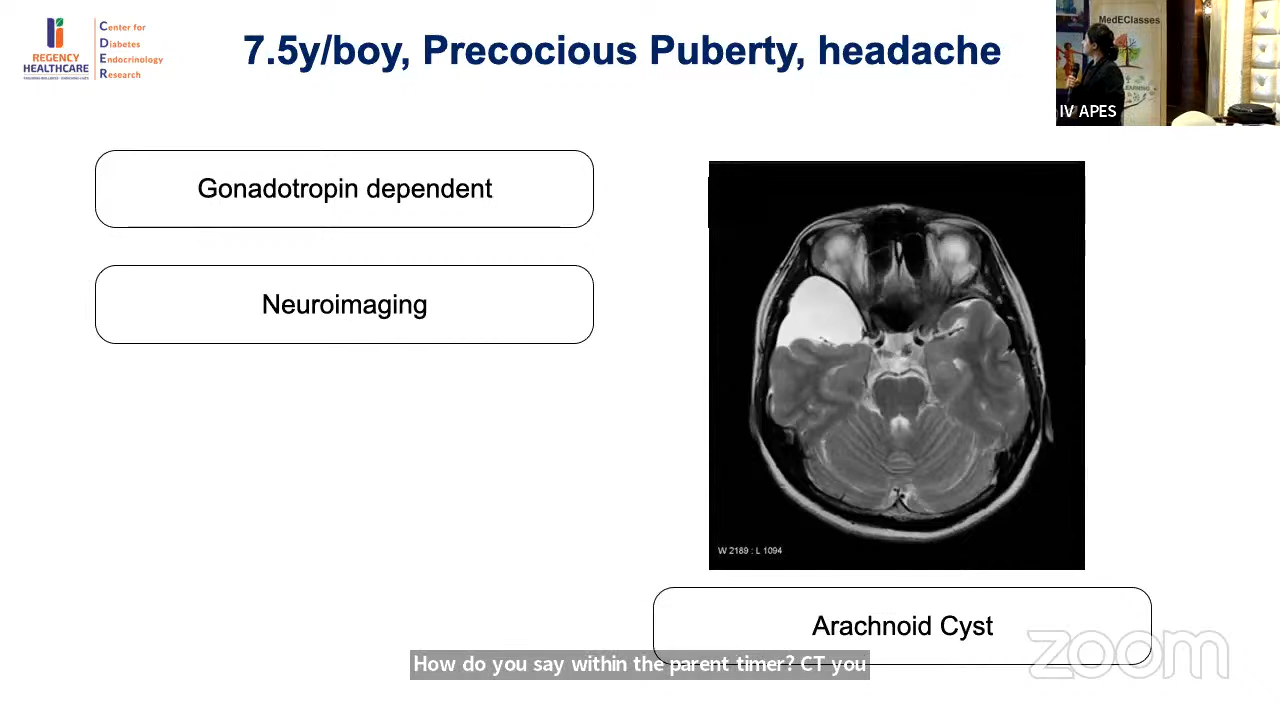 7.5y/boy, Precocious Puberty, headache
REGENCY
HEALTHCARE
Center for
Diabetes
Endocrinology
Research
MedEClasses
IV APES
Gonadotropin dependent
Neuroimaging
W 2189 : L 1094
Arachnoid Cyst
zoom
How do you say within the parent timer? CT you